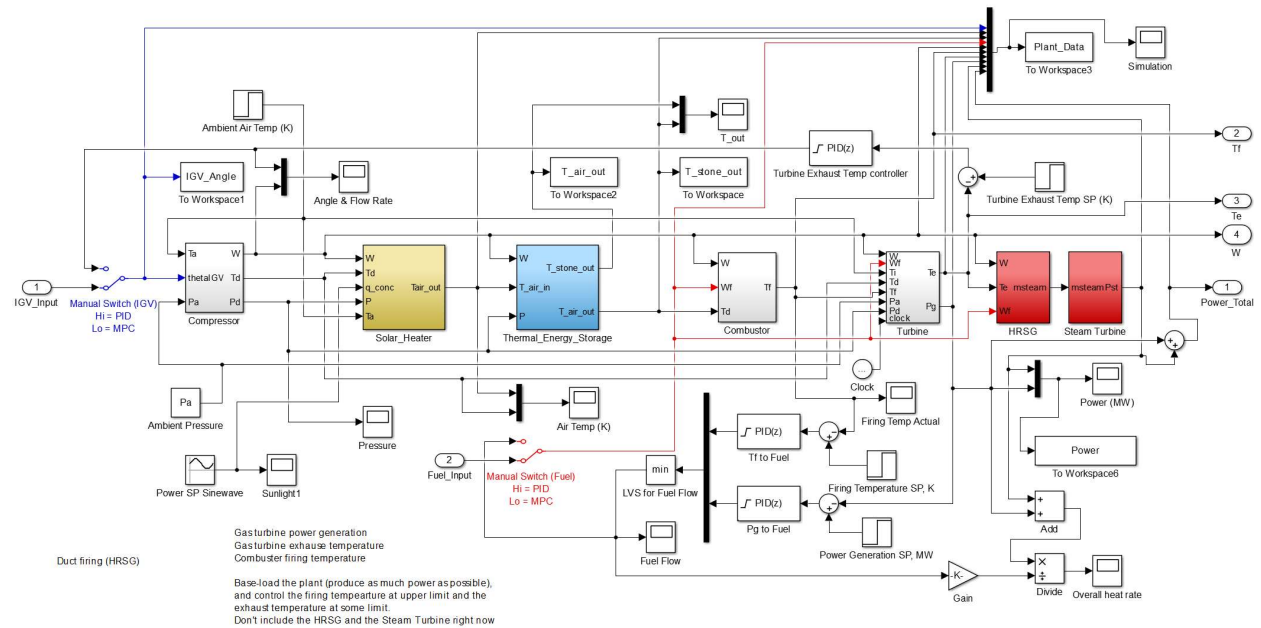 Plant_Data
To Workspace3
Simulation
Ambient Air Temp (K)
T_out
2
Tf
PID(z)
Turbine Exhaust Temp controller
IGV_Angle
To Workspace1
Angle & Flow Rate
T_air_out
To Workspace2
T_stone_out
To Workspace
+
−
Turbine Exhaust Temp SP (K)
3
Te
4
W
1
IGV_Input
Manual Switch (IGV)
Hi = PID
Lo = MPC
Ta
thetaIGV
Pa
W
Td
Pd
Compressor
W
Td
q_conc
P
Ta
Tair_out
Solar_Heater
W
T_air_in
P
T_stone_out
T_air_out
Thermal_Energy_Storage
W
Wf
Td
Tf
Combustor
W
Wf
Ti
Td
Tf
Pa
Pd
clock
Te
Pg
Turbine
W
Te
Wf
msteam
HRSG
msteam
Pst
Steam Turbine
1
Power_Total
+
+
Pa
Ambient Pressure
Pressure
Air Temp (K)
...
Clock
Firing Temp Actual
Power (MW)
Power
To Workspace6
Power SP Sinewave
Sunlight1
2
Fuel_Input
Manual Switch (Fuel)
Hi = PID
Lo = MPC
min
LVS for Fuel Flow
PID(z)
Tf to Fuel
+
−
Firing Temperature SP, K
PID(z)
Pg to Fuel
+
−
Power Generation SP, MW
Fuel Flow
+
+
Add
-K-
Gain
×
÷
Divide
Overall heat rate
Duct firing (HRSG)
Gas turbine power generation
Gas turbine exhause temperature
Combuster firing temperature
Base-load the plant (produce as much power as possible),
and control the firing tempearture at upper limit and the
exhaust temperature at some limit.
Don't include the HRSG and the Steam Turbine right now